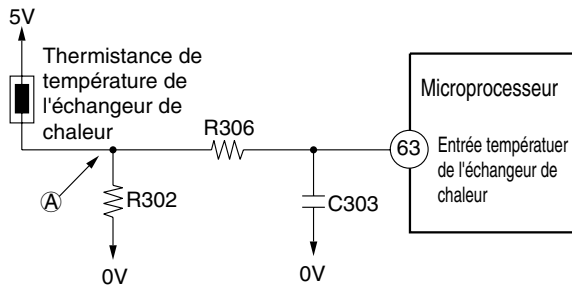 5V
Thermistance de
température de
l'échangeur de
chaleur
R306
A
R302
0V
C303
0V
63
Microprocesseur
Entrée températuer
de l'échangeur de
chaleur